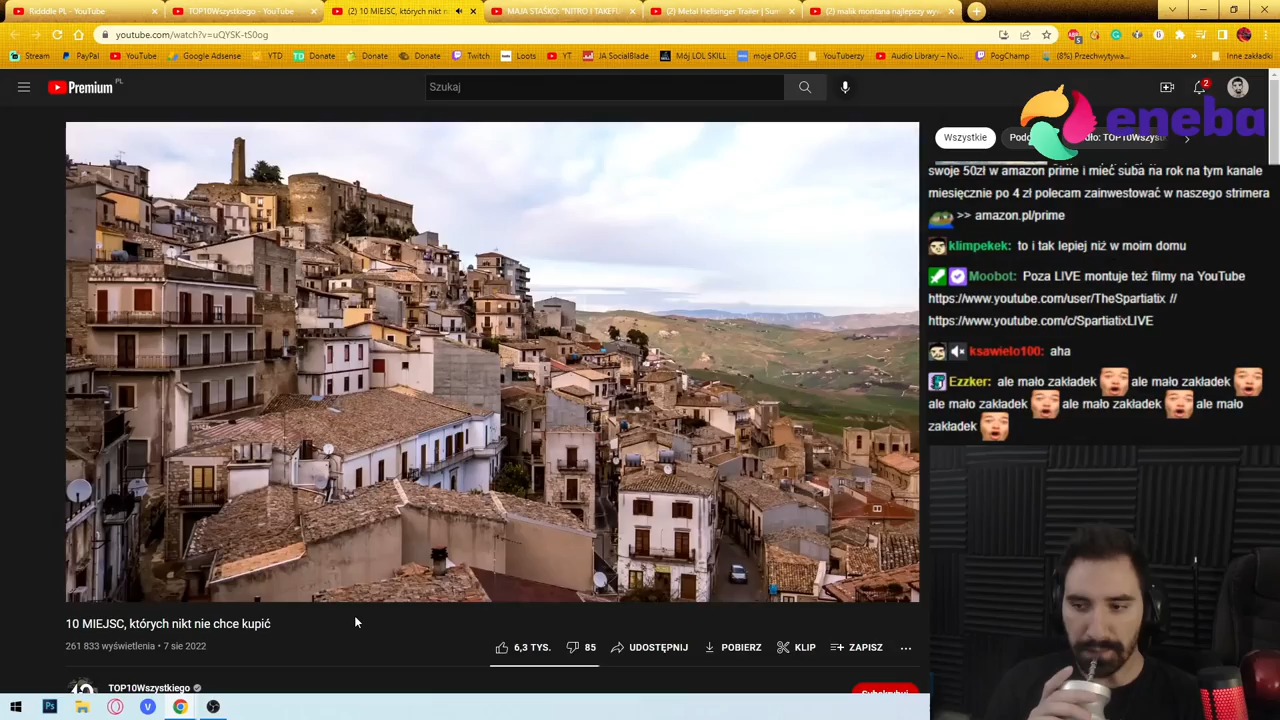 Ridddle PL - YouTube
TOP10Wszystkiego - YouTube
(2) 10 MIEJSC, których nikt n
MAJA STAŚKO: "NITRO I TAKEFU
(2) Metal Hellsinger Trailer | Sum
(2) malik montana najlepszy wy
youtube.com/watch?v=uQYSK-tS0og
Stream
PayPal
YouTube
Google Adsense
YTD
Donate
Donate
Donate
Twitch
Loots
YT
JA SocialBlade
Mój LOL SKILL
moje OP.GG
YouTuberzy
Audio Library – No...
PogChamp
(8%) Przechwytywa...
Inne zakładki
Premium PL
Szukaj
2
eneba
Wszystkie
swoje 50zł w amazon prime i mieć suba na rok na tym kanale
miesięcznie po 4 zł polecam zainwestować w naszego strimera
>> amazon.pl/prime
klimpekek: to i tak lepiej niż w moim domu
Moobot: Poza LIVE montuje też filmy na YouTube
https://www.youtube.com/user/TheSpartiatix //
https://www.youtube.com/c/SpartiatixLIVE
ksawielo100: aha
Ezzker: ale mało zakładek ale mało zakładek
ale mało zakładek ale mało zakładek ale mało
zakładek
10 MIEJSC, których nikt nie chce kupić
261 833 wyświetlenia • 7 sie 2022
6,3 TYS.
85
UDOSTĘPNIJ
POBIERZ
KLIP
ZAPISZ
TOP10Wszystkiego
Subskrybuj